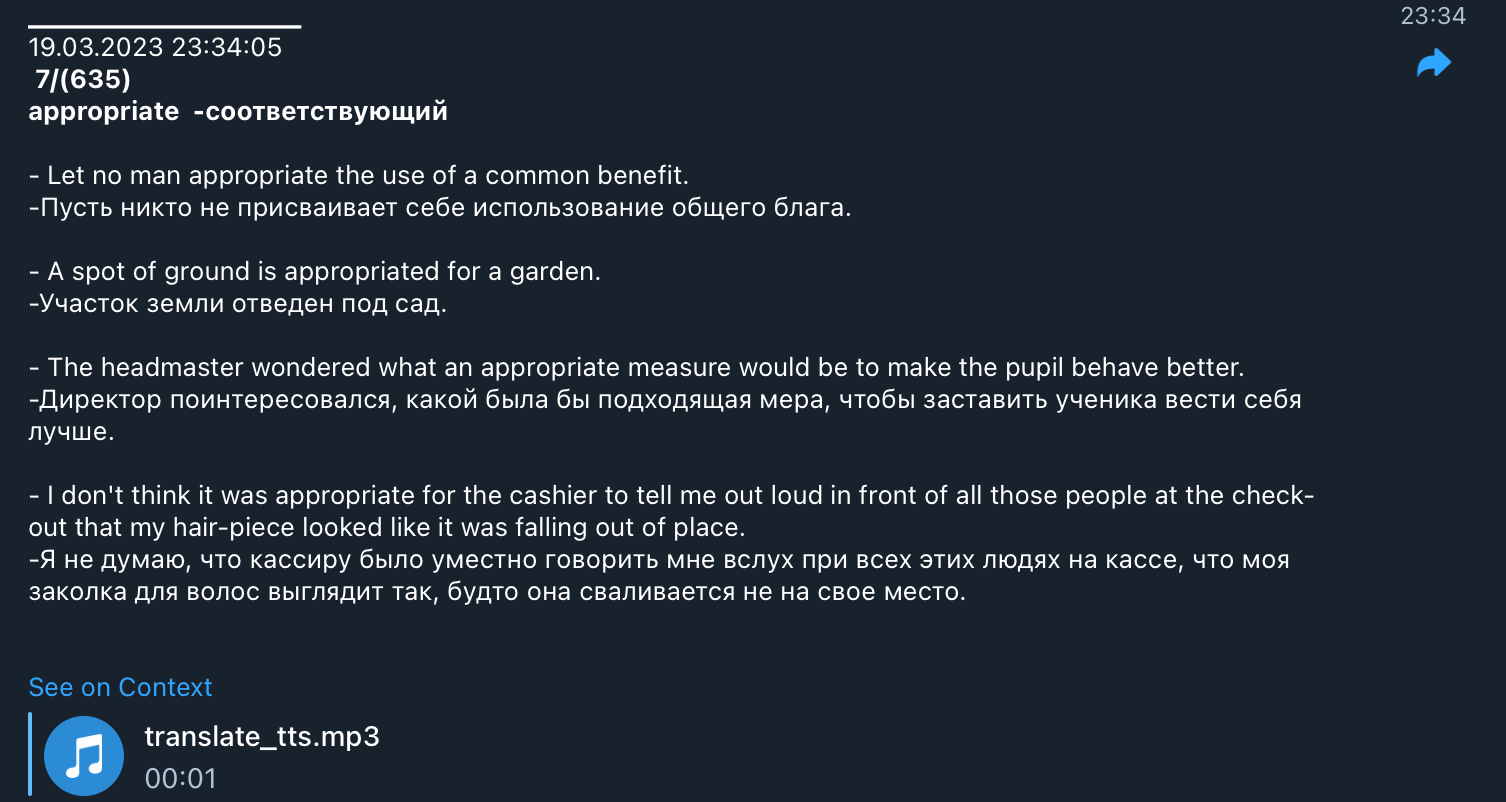 23:34
19.03.2023 23:34:05
7/(635)
appropriate  -соответствующий
- Let no man appropriate the use of a common benefit.
-Пусть никто не присваивает себе использование общего блага.
- A spot of ground is appropriated for a garden.
-Участок земли отведен под сад.
- The headmaster wondered what an appropriate measure would be to make the pupil behave better.
-Директор поинтересовался, какой была бы подходящая мера, чтобы заставить ученика вести себя
лучше.
- I don't think it was appropriate for the cashier to tell me out loud in front of all those people at the check-
out that my hair-piece looked like it was falling out of place.
-Я не думаю, что кассиру было уместно говорить мне вслух при всех этих людях на кассе, что моя
заколка для волос выглядит так, будто она сваливается не на свое место.
See on Context
translate_tts.mp3
00:01